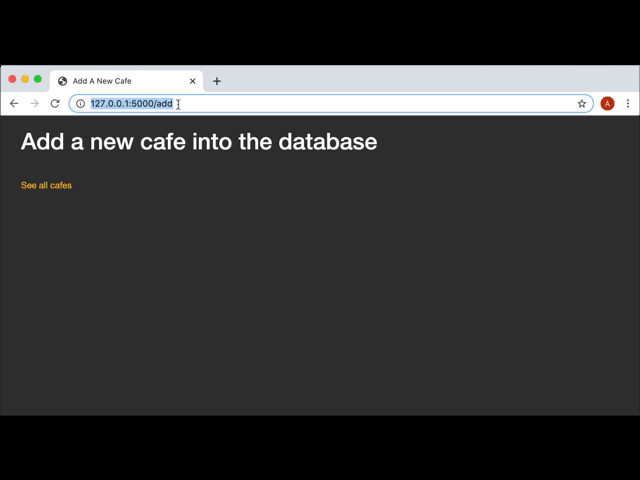 Add A New Cafe
127.0.0.1:5000/add
A
Add a new cafe into the database
See all cafes